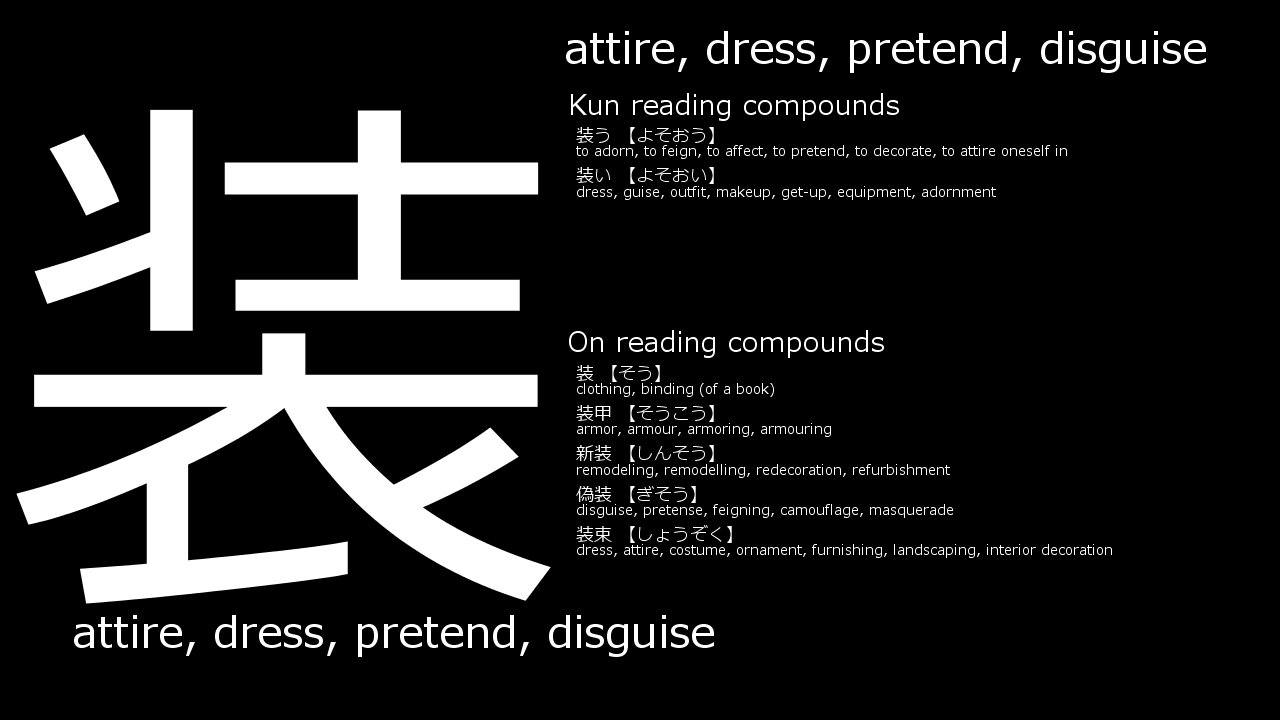 装
attire, dress, pretend, disguise
attire, dress, pretend, disguise
Kun reading compounds
装う 【よそおう】
to adorn, to feign, to affect, to pretend, to decorate, to attire oneself in
装い 【よそおい】
dress, guise, outfit, makeup, get-up, equipment, adornment
On reading compounds
装 【そう】
clothing, binding (of a book)
装甲 【そうこう】
armor, armour, armoring, armouring
新装 【しんそう】
remodeling, remodelling, redecoration, refurbishment
偽装 【ぎそう】
disguise, pretense, feigning, camouflage, masquerade
装束 【しょうぞく】
dress, attire, costume, ornament, furnishing, landscaping, interior decoration